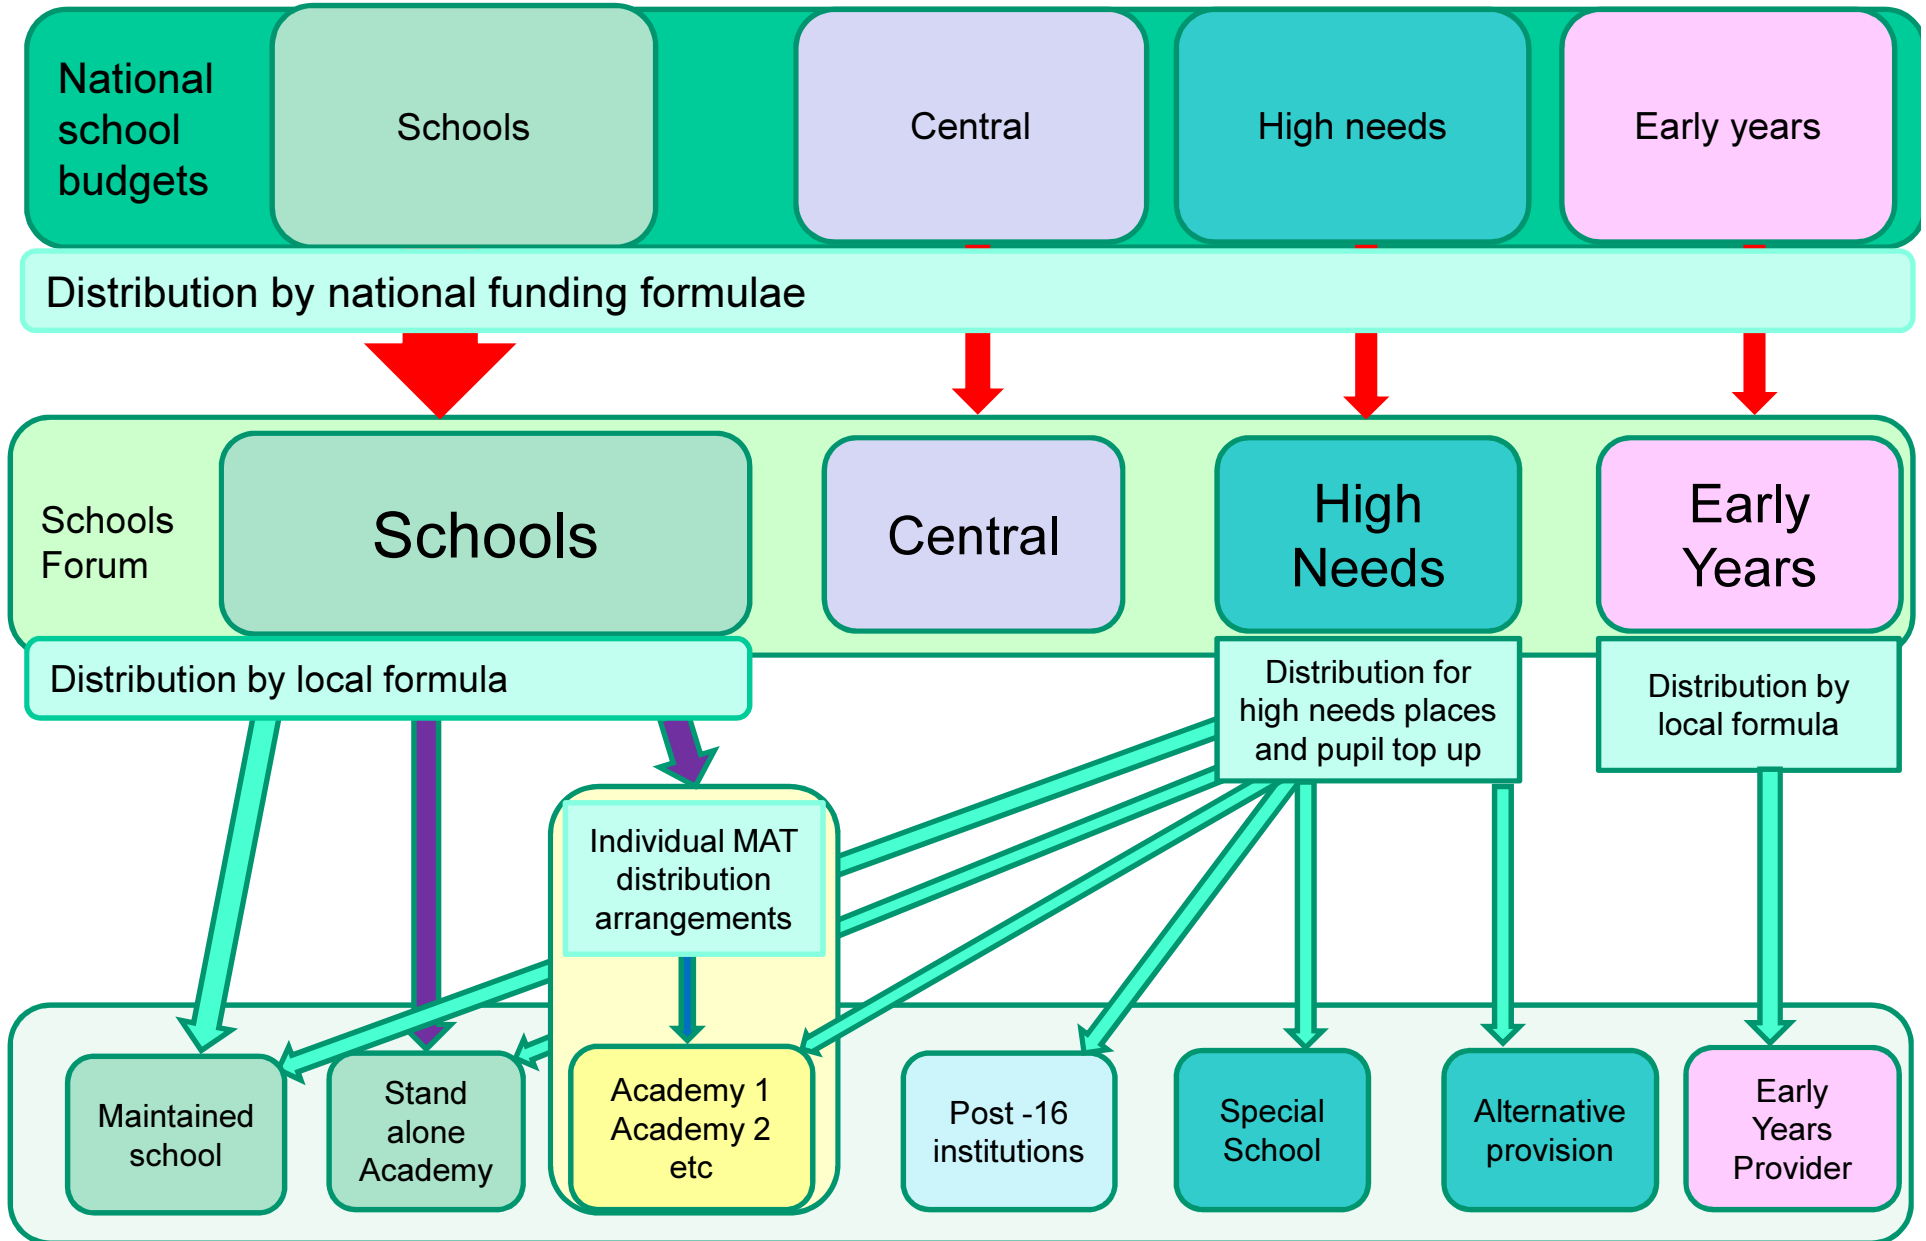 National
school
budgets
Schools
Central
High needs
Early years
Distribution by national funding formulae
Schools
Forum
Schools
Central
High
Needs
Early
Years
Distribution by local formula
Distribution for
high needs places
and pupil top up
Distribution by
local formula
Individual MAT
distribution
arrangements
Maintained
school
Stand
alone
Academy
Academy 1
Academy 2
etc
Post -16
institutions
Special
School
Alternative
provision
Early
Years
Provider